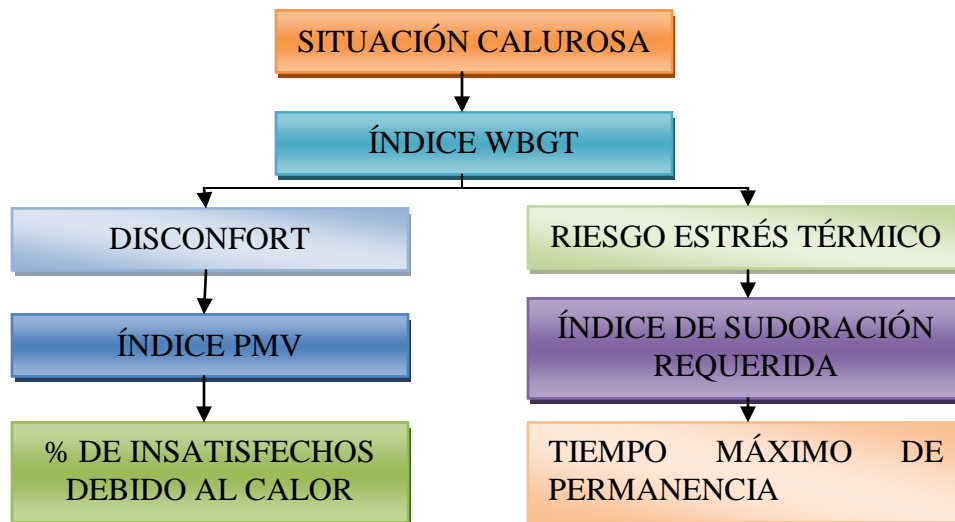 SITUACIÓN CALUROSA
ÍNDICE WBGT
DISCONFORT
RIESGO ESTRÉS TÉRMICO
ÍNDICE PMV
ÍNDICE DE SUDORACIÓN
REQUERIDA
% DE INSATISFECHOS
DEBIDO AL CALOR
TIEMPO MÁXIMO DE
PERMANENCIA